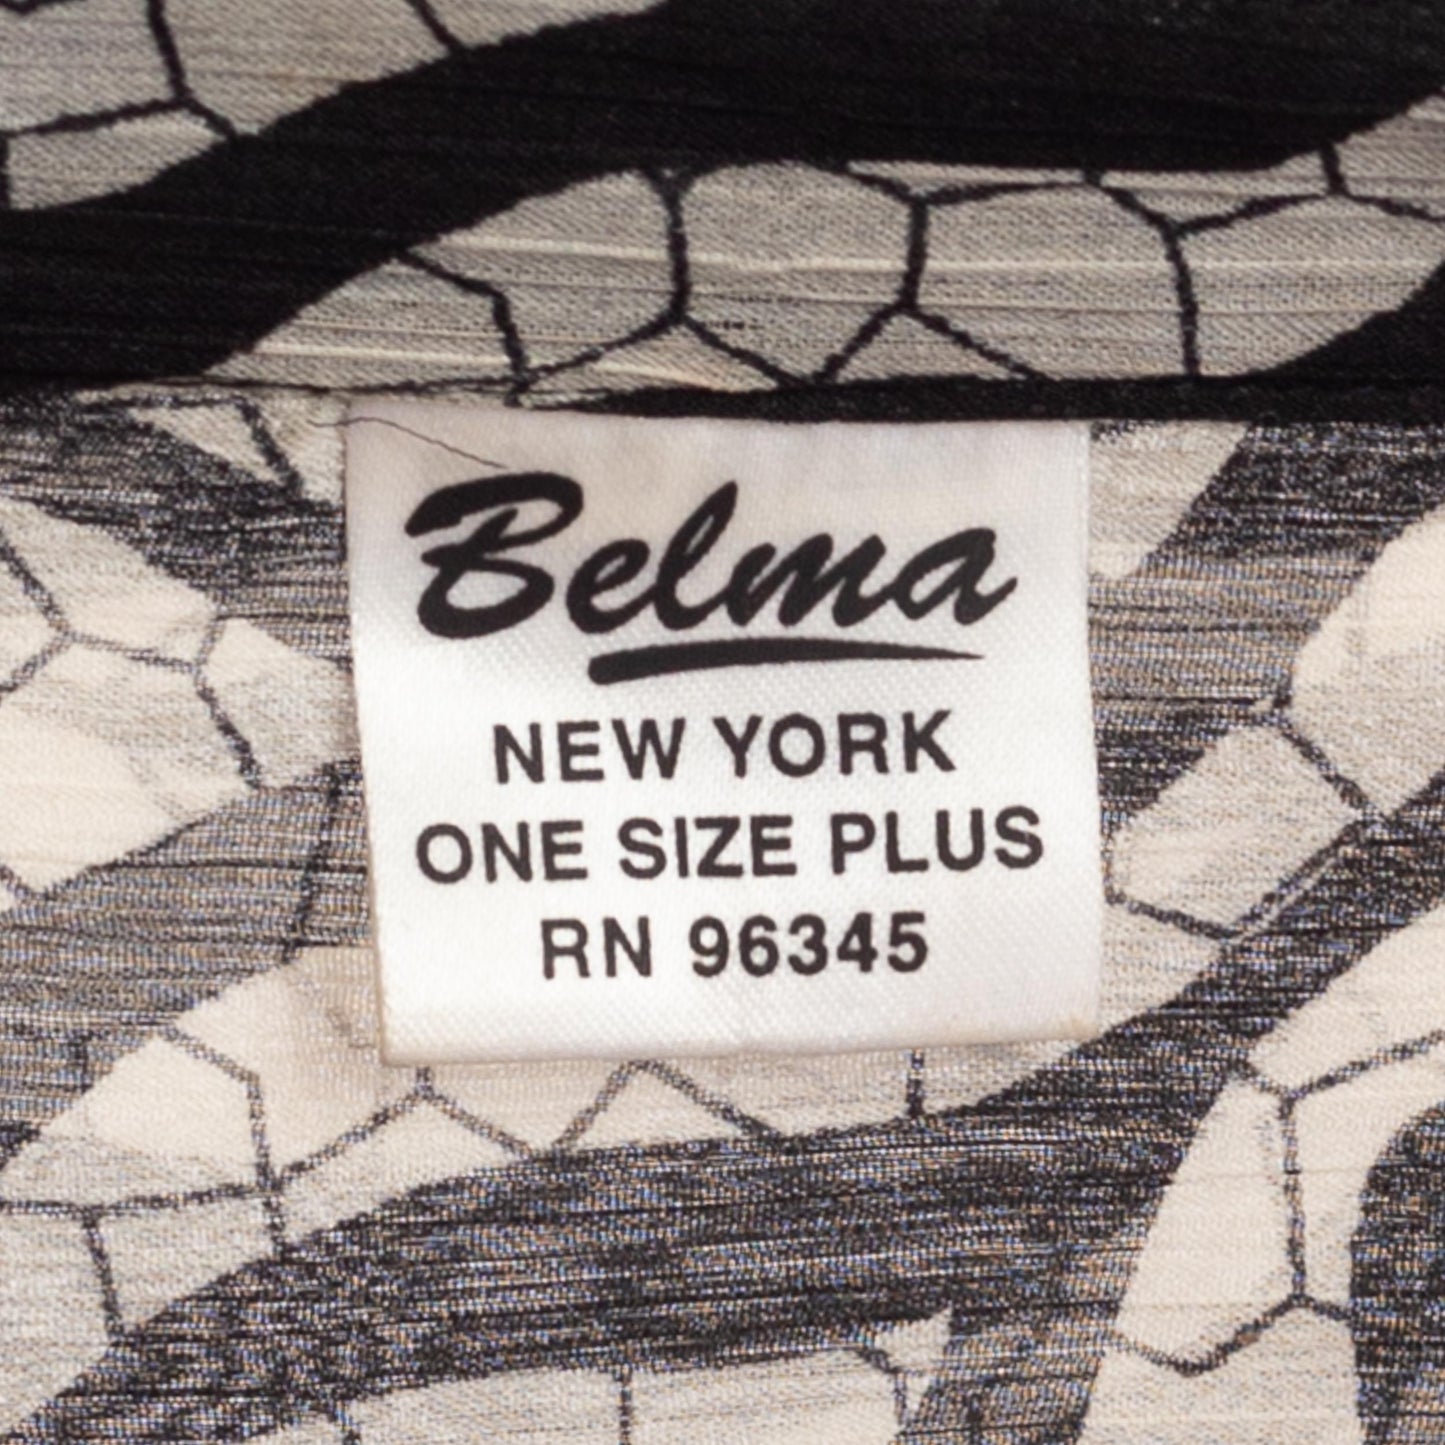 Belma
NEW YORK
ONE SIZE PLUS
RN 96345